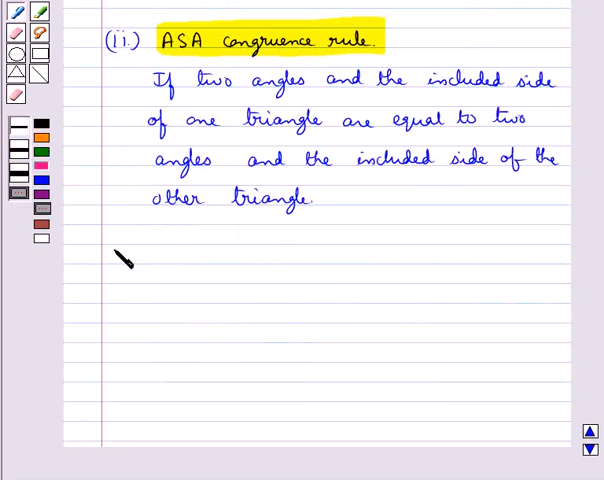 (ii.) ASA congruence rule.
If two angles and the included side
of one triangle are equal to two
angles and the included side of the
other triangle.